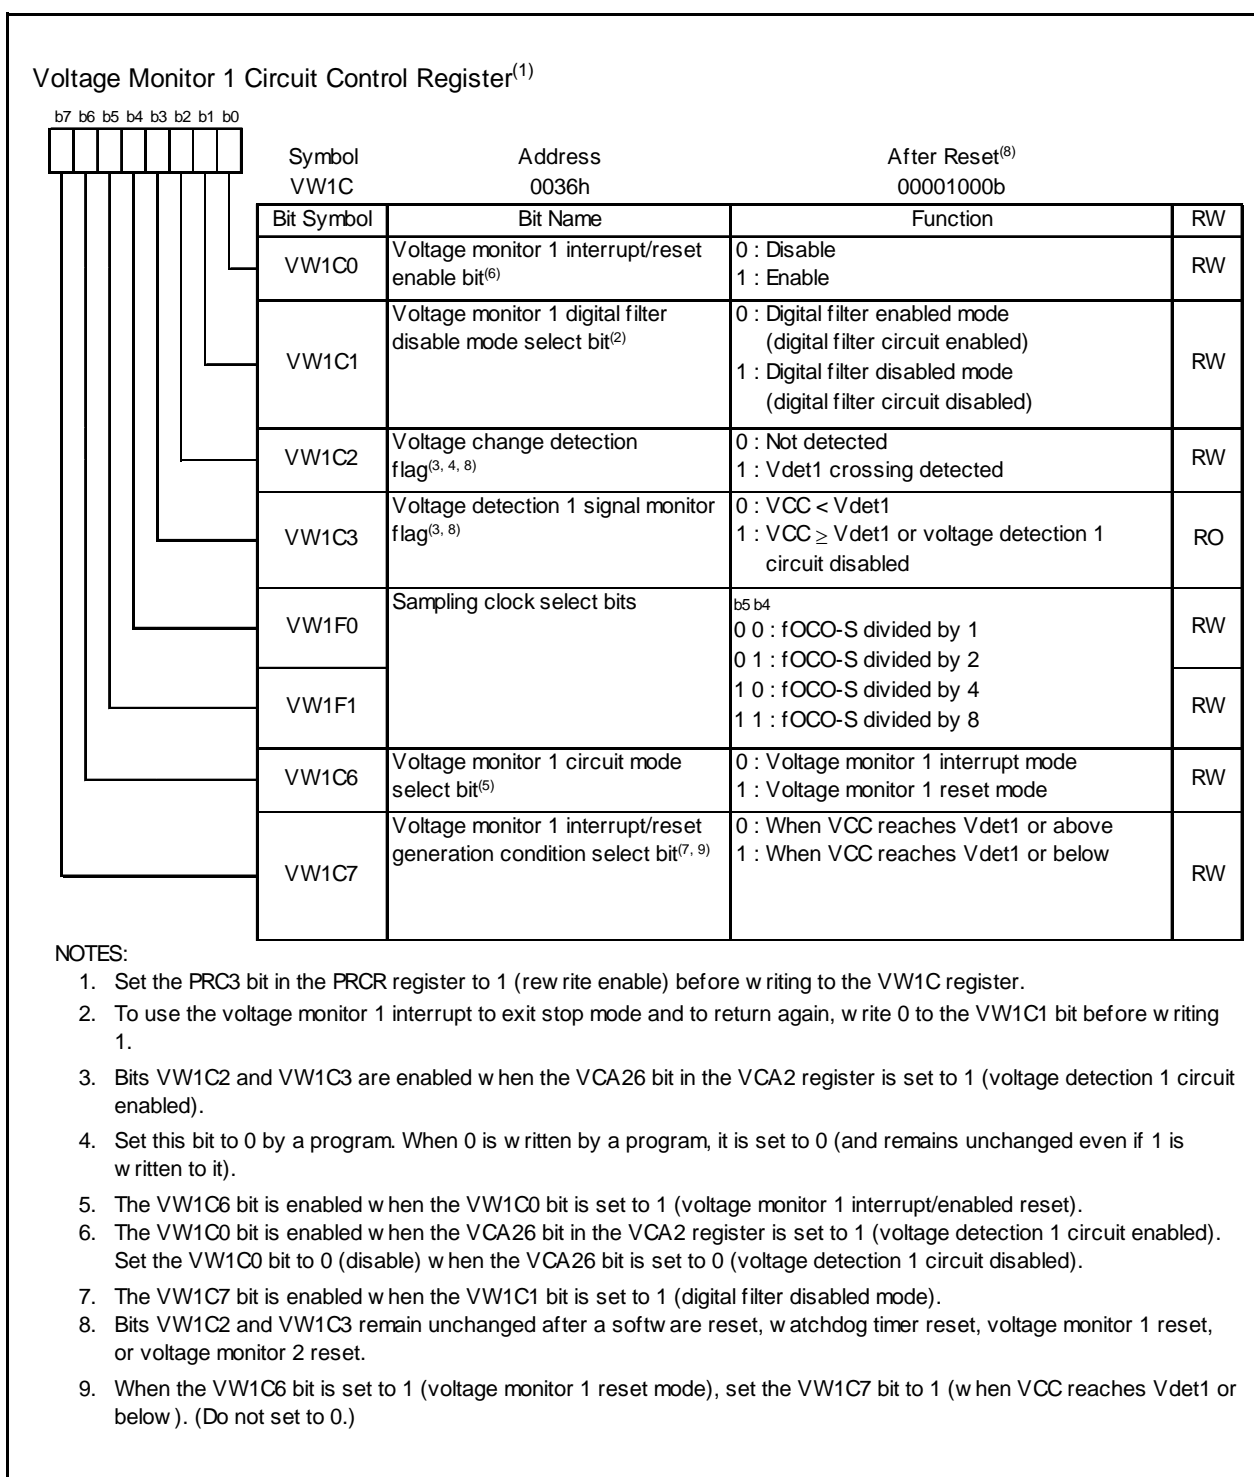 Voltage Monitor 1 Circuit Control Register(1)
b7 b6 b5 b4 b3 b2 b1 b0
Symbol Address After Reset(8)
VW1C 0036h 00001000b
Bit Symbol Bit Name Function RW
VW1C0 Voltage monitor 1 interrupt/reset enable bit(6) 0 : Disable
1 : Enable RW
VW1C1 Voltage monitor 1 digital filter disable mode select bit(2) 0 : Digital filter enabled mode
(digital filter circuit enabled)
1 : Digital filter disabled mode
(digital filter circuit disabled) RW
VW1C2 Voltage change detection flag(3, 4, 8) 0 : Not detected
1 : Vdet1 crossing detected RW
VW1C3 Voltage detection 1 signal monitor flag(3, 8) 0 : VCC < Vdet1
1 : VCC ≥ Vdet1 or voltage detection 1
circuit disabled RO
VW1F0 Sampling clock select bits b5 b4
0 0 : fOCO-S divided by 1 RW
0 1 : fOCO-S divided by 2
VW1F1 1 0 : fOCO-S divided by 4 RW
1 1 : fOCO-S divided by 8
VW1C6 Voltage monitor 1 circuit mode select bit(5) 0 : Voltage monitor 1 interrupt mode
1 : Voltage monitor 1 reset mode RW
VW1C7 Voltage monitor 1 interrupt/reset generation condition select bit(7, 9) 0 : When VCC reaches Vdet1 or above
1 : When VCC reaches Vdet1 or below RW
NOTES:
1. Set the PRC3 bit in the PRCR register to 1 (rewrite enable) before writing to the VW1C register.
2. To use the voltage monitor 1 interrupt to exit stop mode and to return again, write 0 to the VW1C1 bit before writing
1.
3. Bits VW1C2 and VW1C3 are enabled when the VCA26 bit in the VCA2 register is set to 1 (voltage detection 1 circuit
enabled).
4. Set this bit to 0 by a program. When 0 is written by a program, it is set to 0 (and remains unchanged even if 1 is
written to it).
5. The VW1C6 bit is enabled when the VW1C0 bit is set to 1 (voltage monitor 1 interrupt/enabled reset).
6. The VW1C0 bit is enabled when the VCA26 bit in the VCA2 register is set to 1 (voltage detection 1 circuit enabled).
Set the VW1C0 bit to 0 (disable) when the VCA26 bit is set to 0 (voltage detection 1 circuit disabled).
7. The VW1C7 bit is enabled when the VW1C1 bit is set to 1 (digital filter disabled mode).
8. Bits VW1C2 and VW1C3 remain unchanged after a software reset, watchdog timer reset, voltage monitor 1 reset,
or voltage monitor 2 reset.
9. When the VW1C6 bit is set to 1 (voltage monitor 1 reset mode), set the VW1C7 bit to 1 (when VCC reaches Vdet1 or
below). (Do not set to 0.)